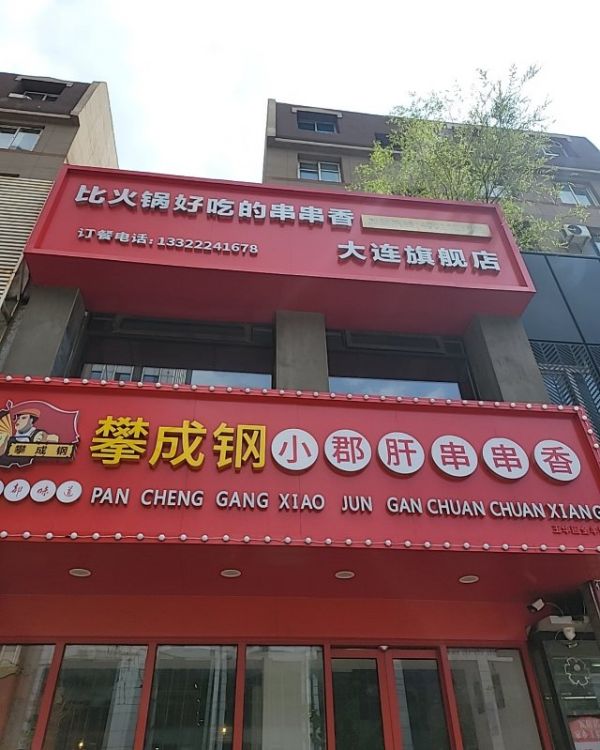 比火锅好吃的串串香
订餐电话:13322241678
大连旗舰店
攀成钢
攀成钢小郡肝串串香
PAN CHENG GANG XIAO JUN GAN CHUAN CHUAN XIANG
味道